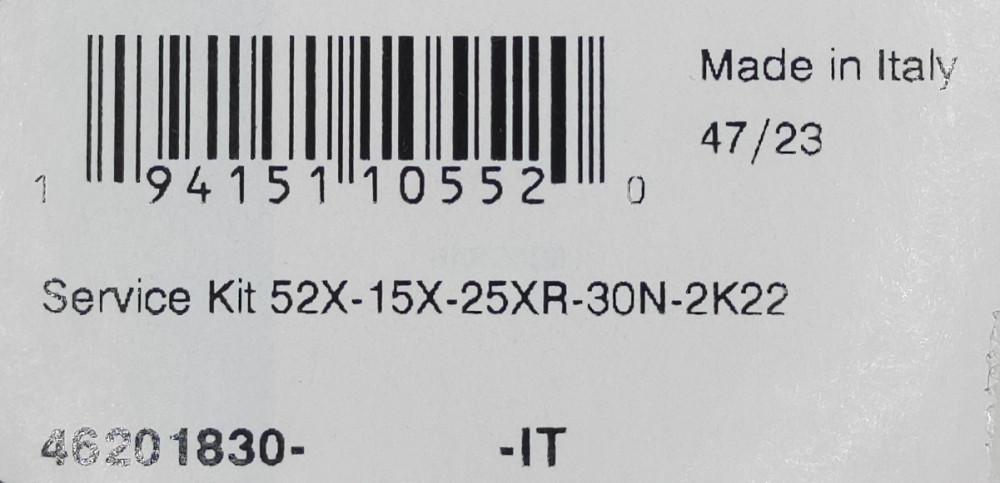 Made in Italy
47/23
1 94151 10552 0
Service Kit 52X-15X-25XR-30N-2K22
46201830- -IT